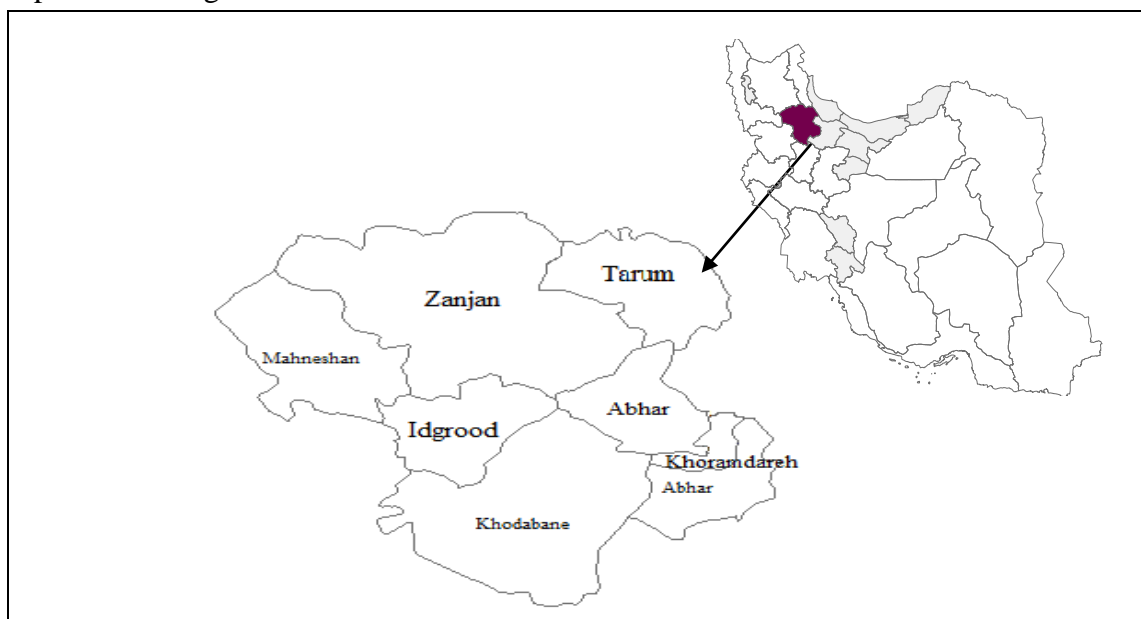 Tarum
Zanjan
Mahneshan
Abhar
Idgrood
Khoramdareh
Abhar
Khodabane